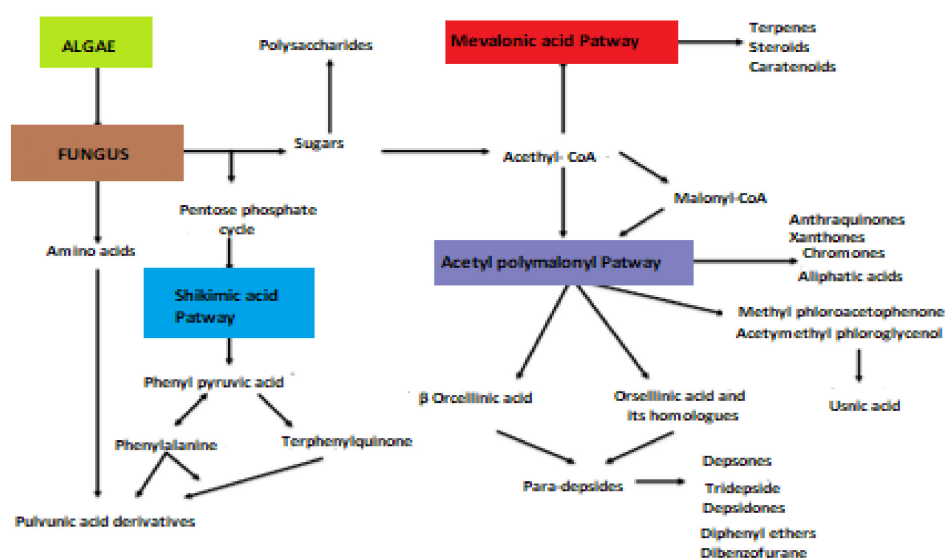 ALGAE
Polysaccharides
Mevalonic acid Patway
Terpenes
Steroids
Caratenoids
FUNGUS
Sugars
Acethyl- CoA
Pentose phosphate
cycle
Malonyl-CoA
Amino acids
Anthraquinones
Xanthones
Chromones
Aliphatic acids
Acetyl polymalonyl Patway
Shikimic acid
Patway
Methyl phloroacetophenone
Acetymethyl phloroglycenol
Phenyl pyruvic acid
β Orcellinic acid
Orsellinic acid and
its homologues
Usnic acid
Phenylalanine
Terphenylquinone
Depsones
Para-depsides
Tridepside
Depsidones
Pulvunic acid derivatives
Diphenyl ethers
Dibenzofurane